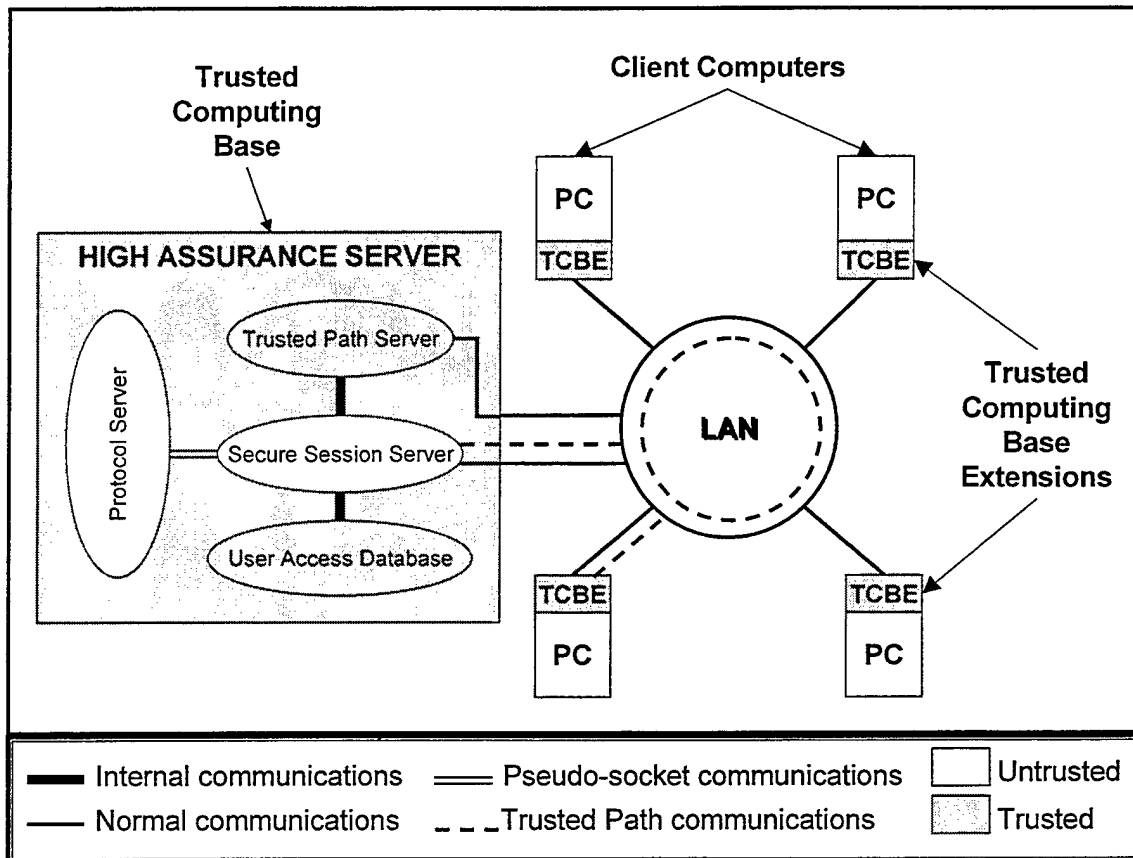 Trusted
Computing
Base
Client Computers
PC
TCBE
PC
TCBE
HIGH ASSURANCE SERVER
Trusted Path Server
Protocol Server
Secure Session Server
User Access Database
LAN
Trusted
Computing
Base
Extensions
TCBE
PC
TCBE
PC
Internal communications
Pseudo-socket communications
Untrusted
Normal communications
Trusted Path communications
Trusted